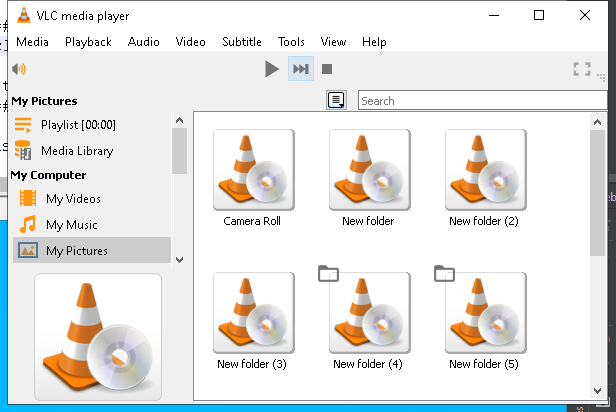 VLC media player
Media Playback Audio Video Subtitle Tools View Help
My Pictures
Search
Playlist [00:00]
Media Library
My Computer
My Videos
My Music
My Pictures
Camera Roll New folder New folder (2)
New folder (3) New folder (4) New folder (5)